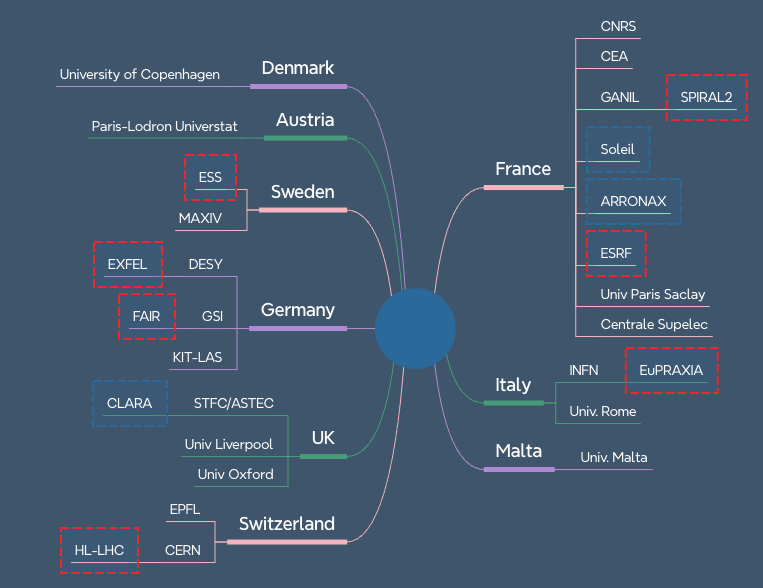 Denmark
University of Copenhagen
Austria
Paris-Lodron Universtat
Sweden
ESS
MAXIV
Germany
EXFEL
DESY
FAIR
GSI
KIT-LAS
UK
CLARA
STFC/ASTEC
Univ Liverpool
Univ Oxford
Switzerland
EPFL
HL-LHC
CERN
France
CNRS
CEA
GANIL
SPIRAL2
Soleil
ARRONAX
ESRF
Univ Paris Saclay
Centrale Supelec
Italy
INFN
EuPRAXIA
Univ. Rome
Malta
Univ. Malta